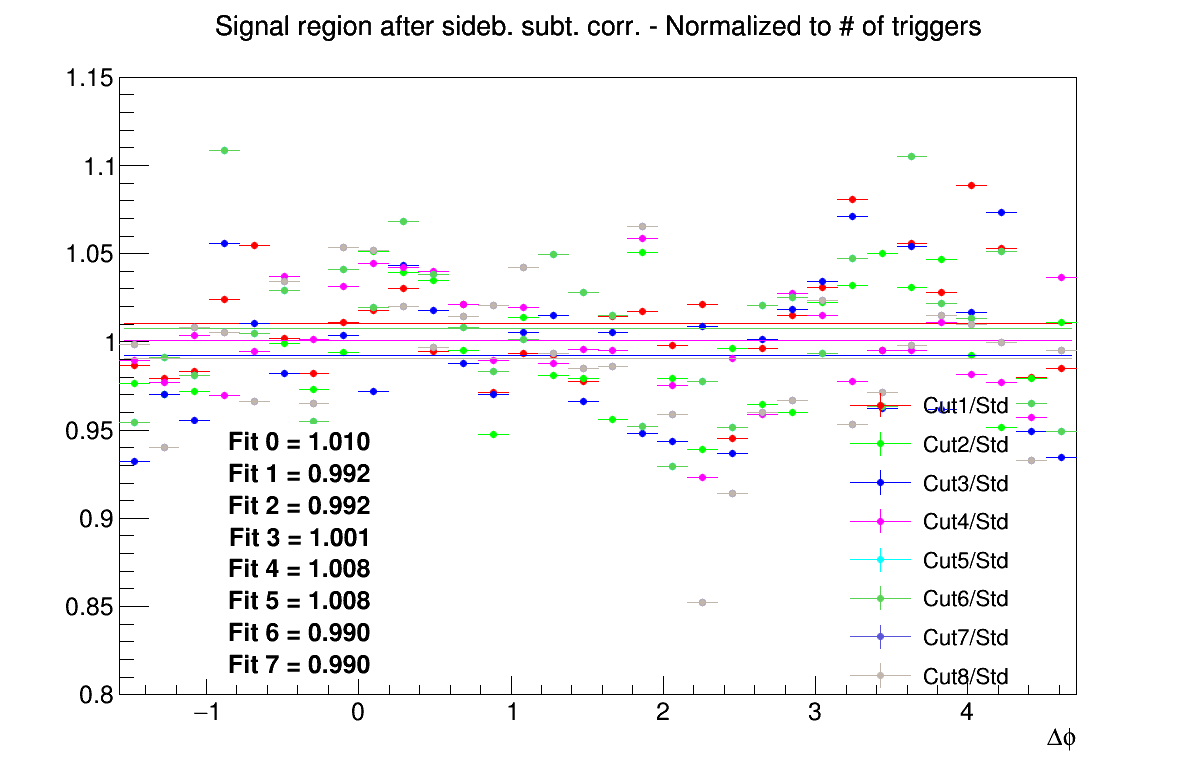 Signal region after sideb. subt. corr. - Normalized to # of triggers
1.15
1.1
1.05
1
0.95
0.9
0.85
0.8
Fit 0 = 1.010
Fit 1 = 0.992
Fit 2 = 0.992
Fit 3 = 1.001
Fit 4 = 1.008
Fit 5 = 1.008
Fit 6 = 0.990
Fit 7 = 0.990
Cut1/Std
Cut2/Std
Cut3/Std
Cut4/Std
Cut5/Std
Cut6/Std
Cut7/Std
Cut8/Std
−1 0 1 2 3 4
Δϕ